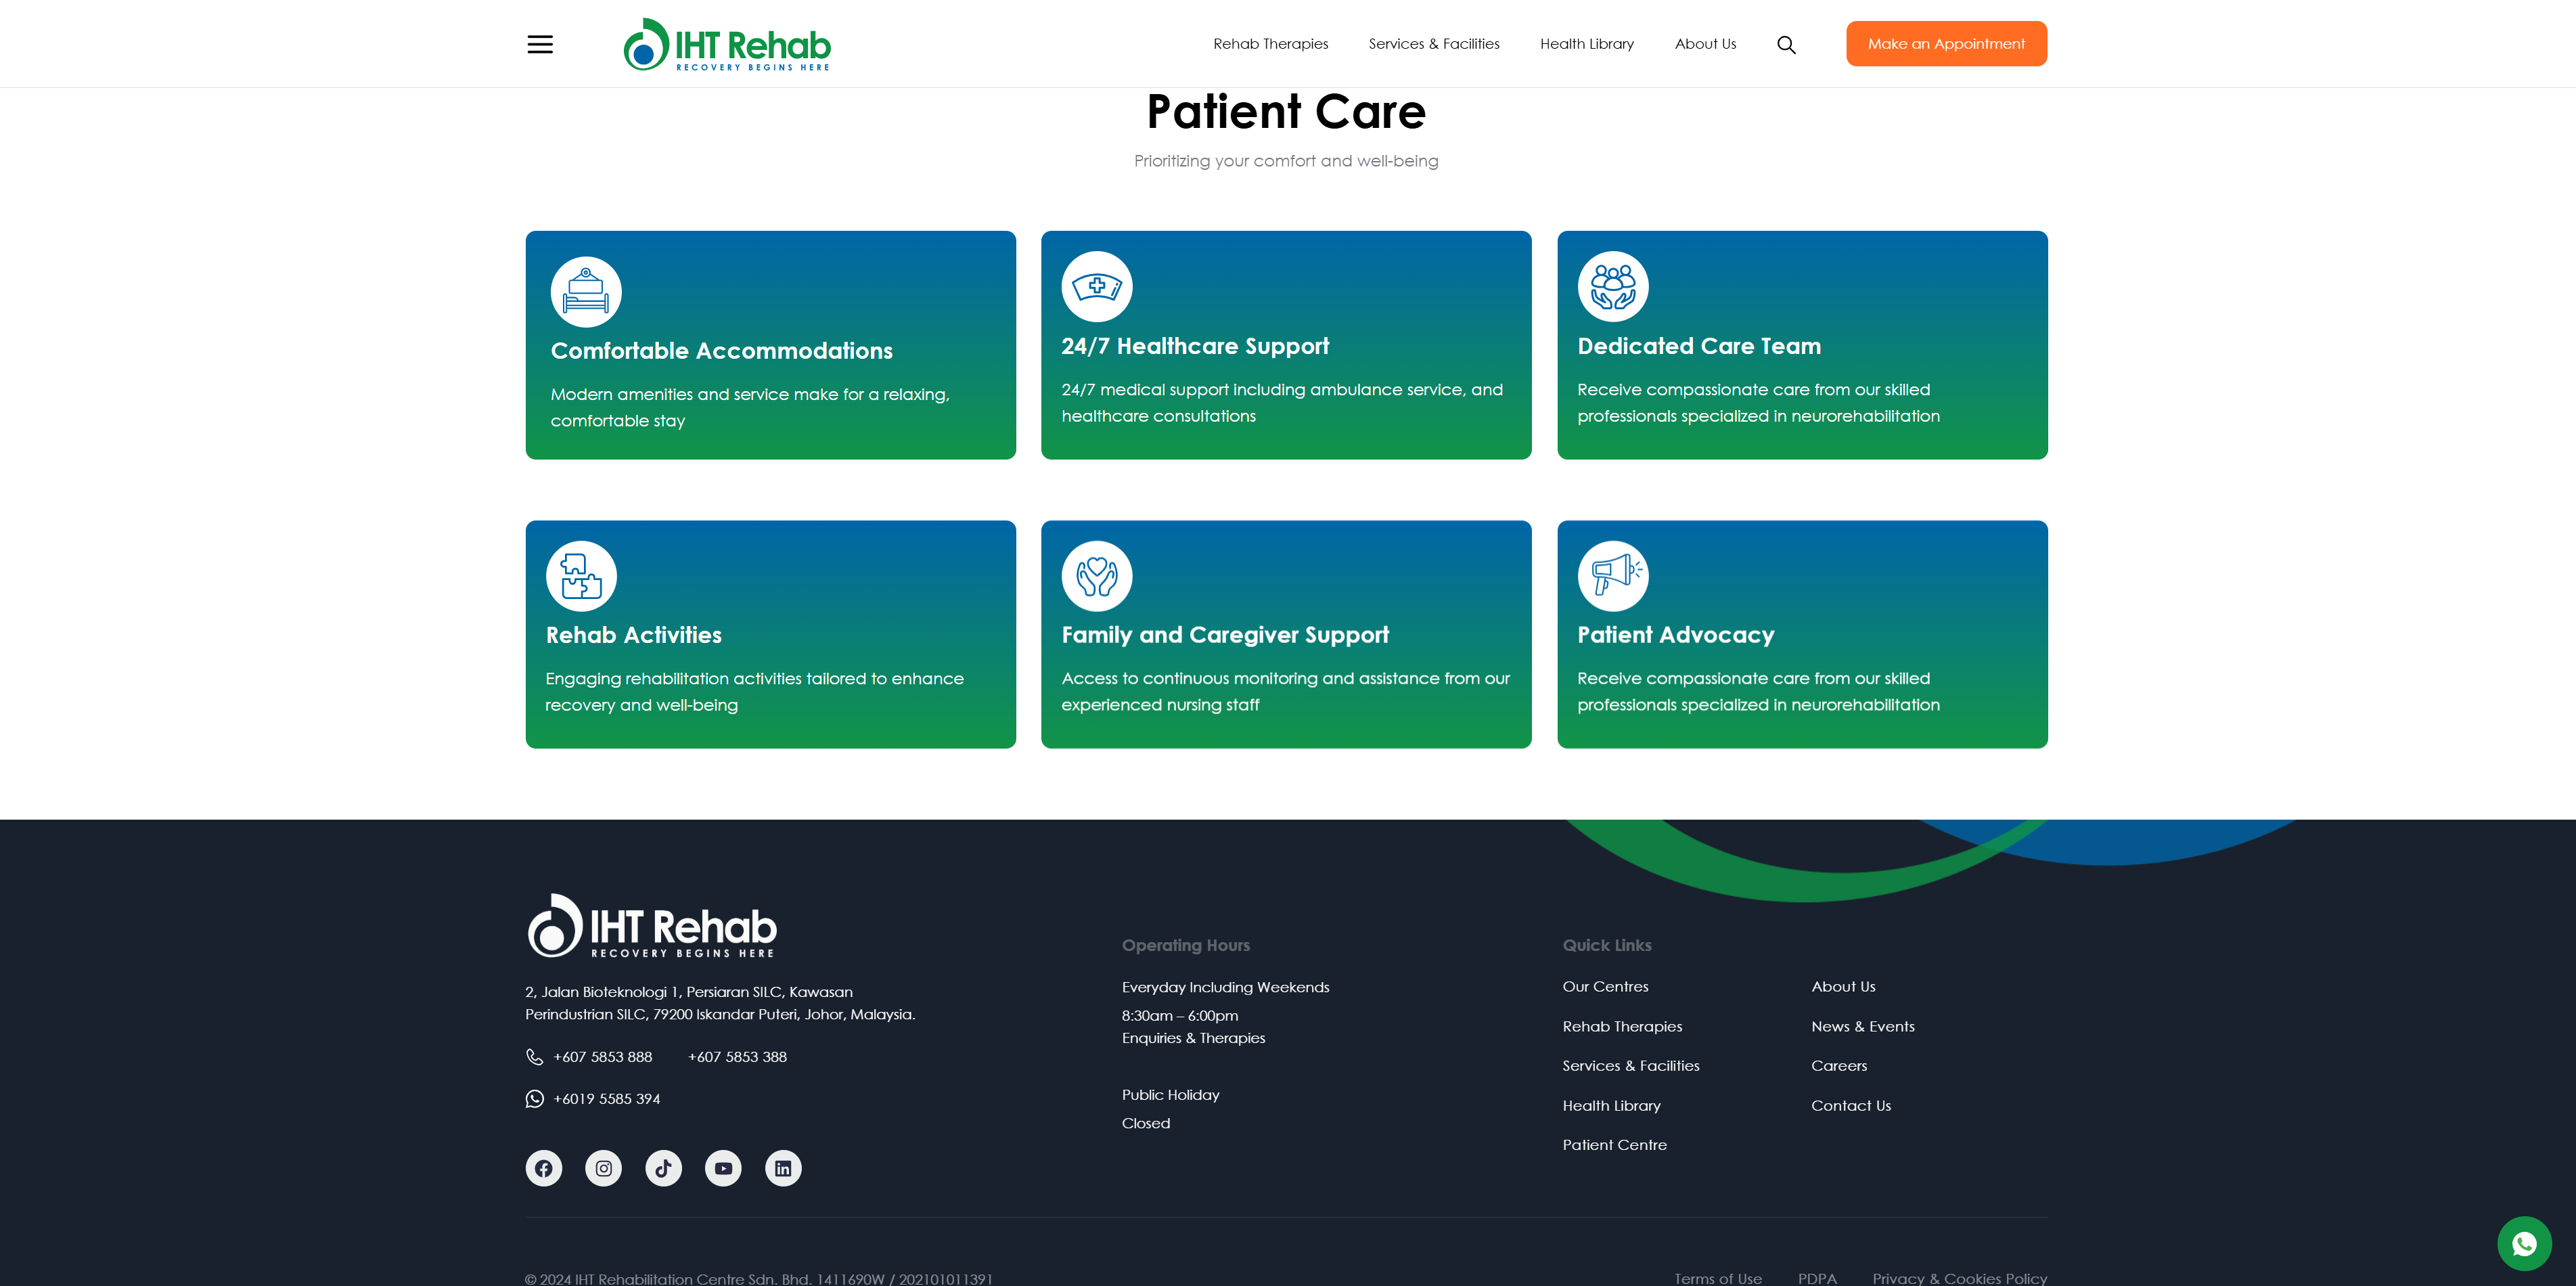 IHT Rehab
RECOVERY BEGINS HERE
Rehab Therapies
Services & Facilities
Health Library
About Us
Make an Appointment
Patient Care
Prioritizing your comfort and well-being
Comfortable Accommodations
Modern amenities and service make for a relaxing,
comfortable stay
24/7 Healthcare Support
24/7 medical support including ambulance service, and
healthcare consultations
Dedicated Care Team
Receive compassionate care from our skilled
professionals specialized in neurorehabilitation
Rehab Activities
Engaging rehabilitation activities tailored to enhance
recovery and well-being
Family and Caregiver Support
Access to continuous monitoring and assistance from our
experienced nursing staff
Patient Advocacy
Receive compassionate care from our skilled
professionals specialized in neurorehabilitation
IHT Rehab
RECOVERY BEGINS HERE
2, Jalan Bioteknologi 1, Persiaran SILC, Kawasan
Perindustrian SILC, 79200 Iskandar Puteri, Johor, Malaysia.
+607 5853 888
+607 5853 388
+6019 5585 394
Operating Hours
Everyday Including Weekends
8:30am – 6:00pm
Enquiries & Therapies
Public Holiday
Closed
Quick Links
Our Centres
Rehab Therapies
Services & Facilities
Health Library
Patient Centre
About Us
News & Events
Careers
Contact Us
© 2024 IHT Rehabilitation Centre Sdn. Bhd. 1411690W / 202101011391
Terms of Use
PDPA
Privacy & Cookies Policy